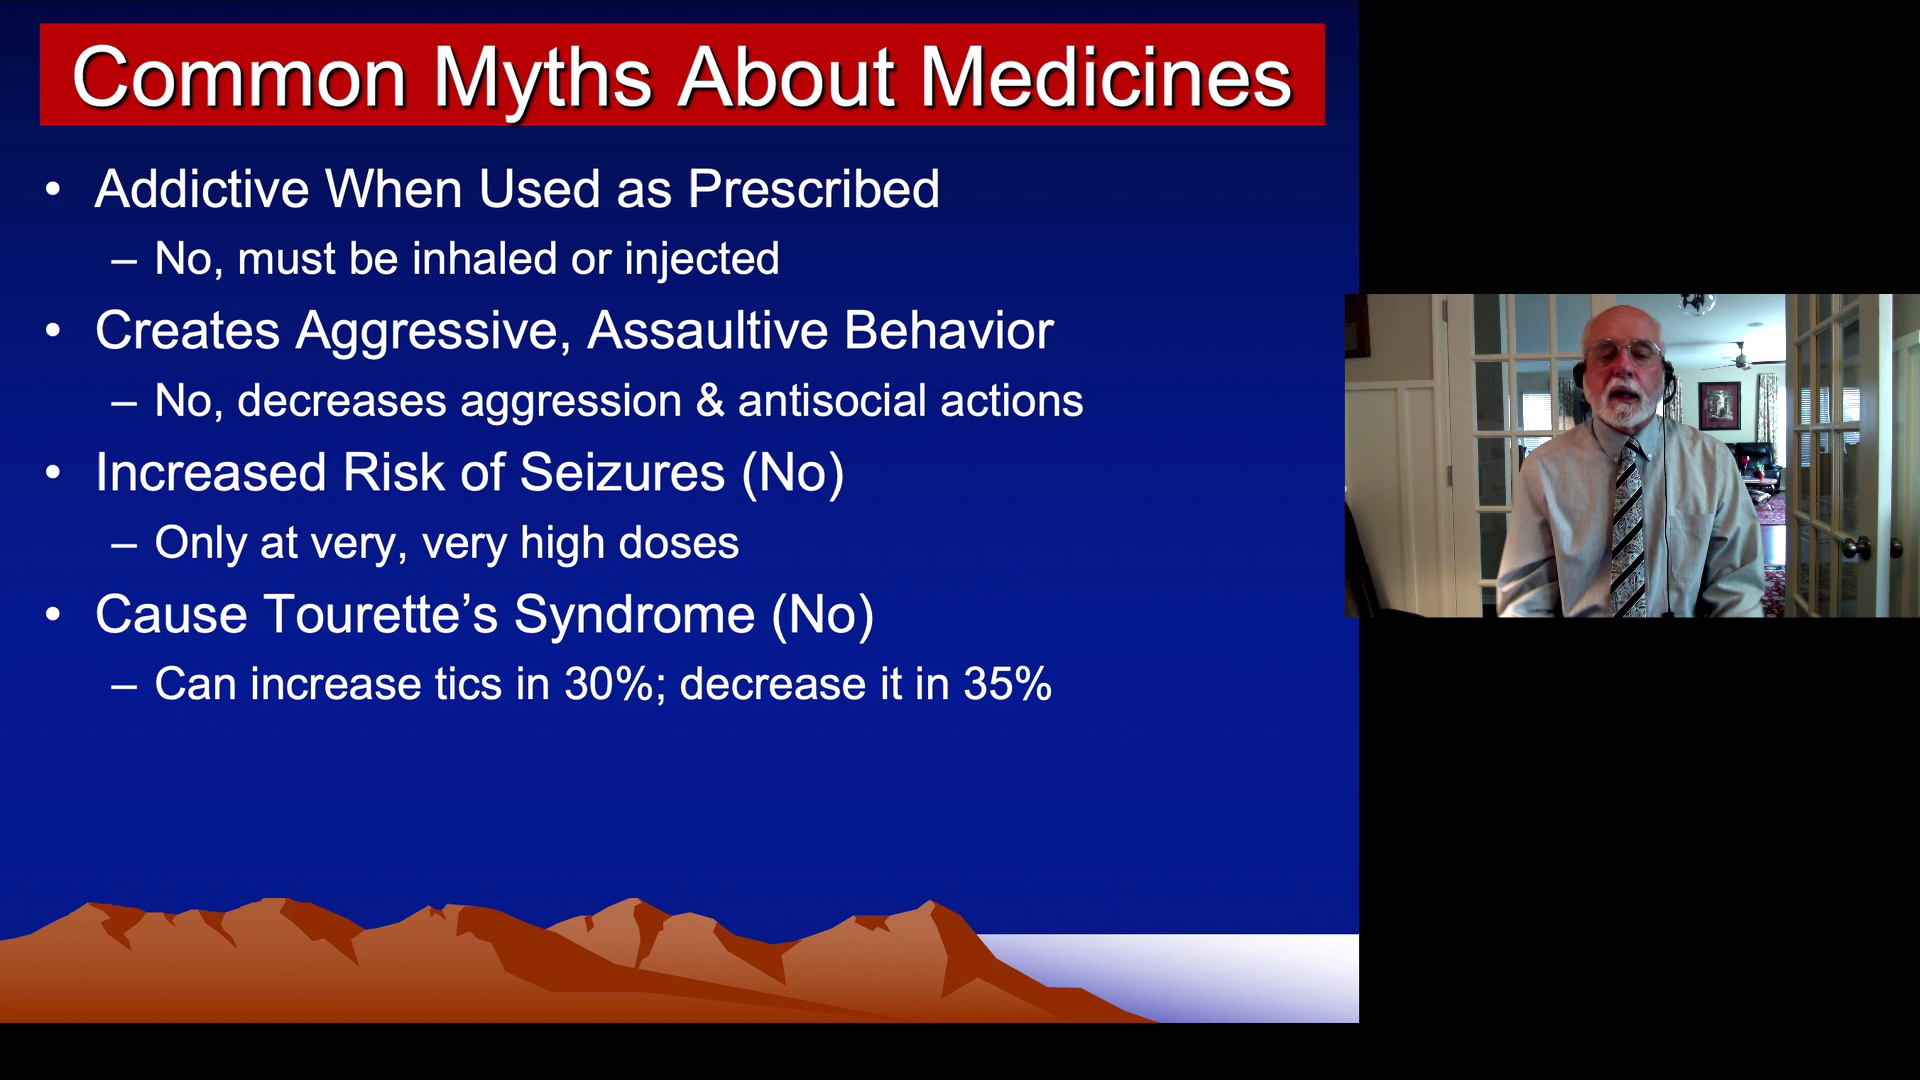 Common Myths About Medicines
• Addictive When Used as Prescribed
– No, must be inhaled or injected
• Creates Aggressive, Assaultive Behavior
– No, decreases aggression & antisocial actions
• Increased Risk of Seizures (No)
– Only at very, very high doses
• Cause Tourette’s Syndrome (No)
– Can increase tics in 30%; decrease it in 35%